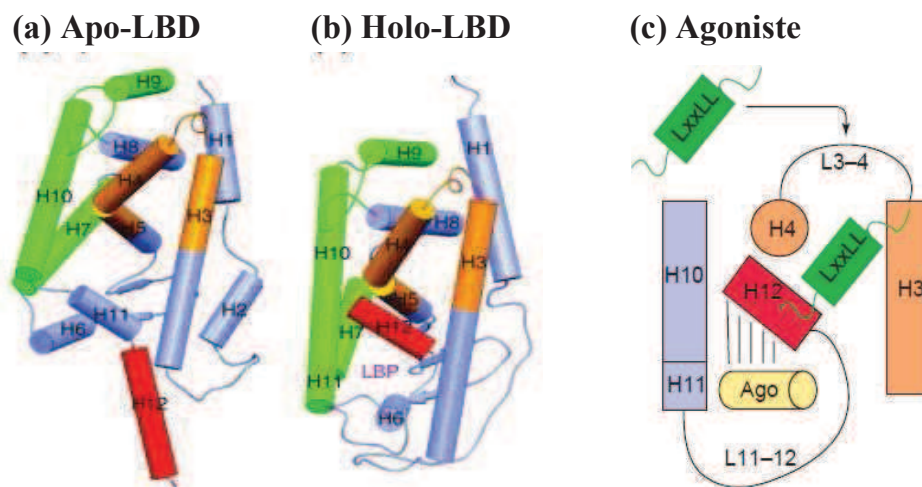 (a) Apo-LBD
(b) Holo-LBD
(c) Agoniste
H9
H1
H8
H4
H10
H3
H7
H5
H2
H11
H6
H12
H9
H1
H8
H4
H10
H3
H5
H12
H7
LBP
H11
H6
LxxLL
L3–4
H4
H10
LxxLL
H12
H3
H11
Ago
L11–12